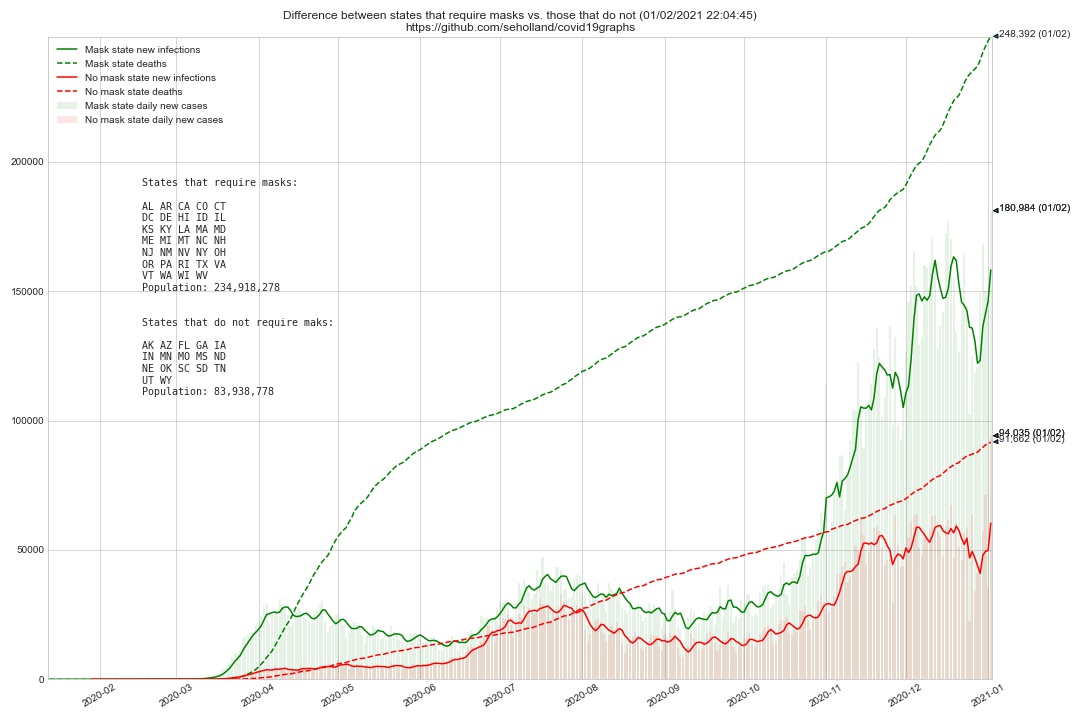 Difference between states that require masks vs. those that do not (01/02/2021 22:04:45)
https://github.com/seholland/covid19graphs
Mask state new infections
Mask state deaths
No mask state new infections
No mask state deaths
Mask state daily new cases
No mask state daily new cases
States that require masks:
AL AR CA CO CT
DC DE HI ID IL
KS KY LA MA MD
ME MI MT NC NH
NJ NM NV NY OH
OR PA RI TX VA
VT WA WI WV
Population: 234,918,278
States that do not require maks:
AK AZ FL GA IA
IN MN MO MS ND
NE OK SC SD TN
UT WY
Population: 83,938,778
248,392 (01/02)
180,984 (01/02)
94,035 (01/02)
91,662 (01/02)
200000
150000
100000
50000
0
2020-02
2020-03
2020-04
2020-05
2020-06
2020-07
2020-08
2020-09
2020-10
2020-11
2020-12
2021-01